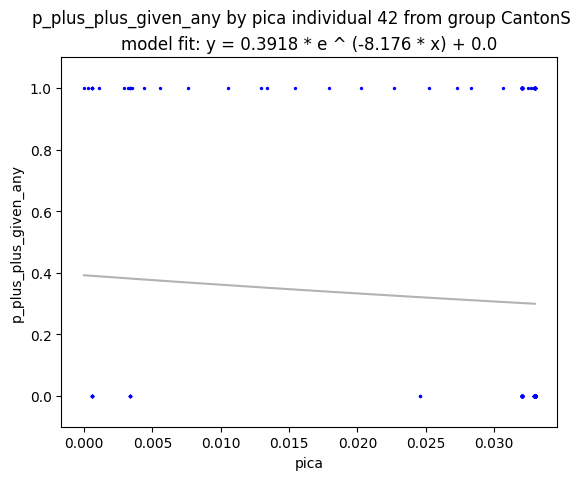 p_plus_plus_given_any by pica individual 42 from group CantonS
model fit: y = 0.3918 * e ^ (-8.176 * x) + 0.0
p_plus_plus_given_any
1.0
0.8
0.6
0.4
0.2
0.0
0.000 0.005 0.010 0.015 0.020 0.025 0.030
pica